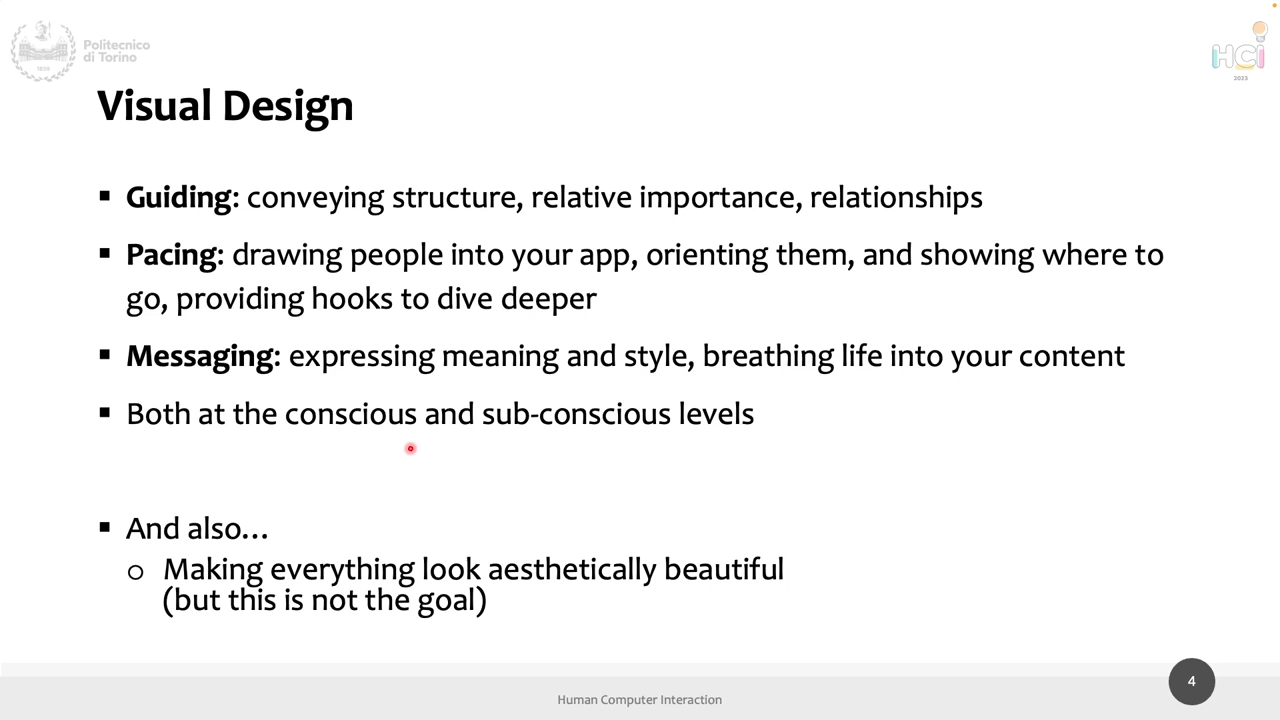 Politecnico
di Torino
1859
HCI
2023
Visual Design
▪ Guiding: conveying structure, relative importance, relationships
▪ Pacing: drawing people into your app, orienting them, and showing where to
go, providing hooks to dive deeper
▪ Messaging: expressing meaning and style, breathing life into your content
▪ Both at the conscious and sub-conscious levels
▪ And also…
o Making everything look aesthetically beautiful
(but this is not the goal)
Human Computer Interaction
4